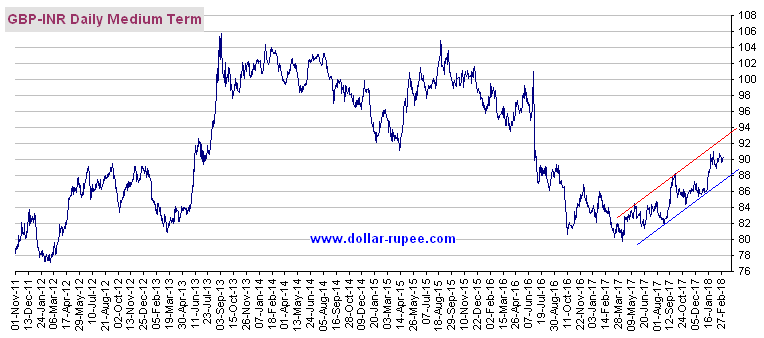 GBP-INR Daily Medium Term
108
106
104
102
100
98
96
94
92
90
88
86
84
82
80
78
76
www.dollar-rupee.com
01-Nov-11
13-Dec-11
24-Jan-12
06-Mar-12
17-Apr-12
29-May-12
10-Jul-12
21-Aug-12
02-Oct-12
13-Nov-12
25-Dec-12
05-Feb-13
19-Mar-13
30-Apr-13
11-Jun-13
23-Jul-13
03-Sep-13
15-Oct-13
26-Nov-13
07-Jan-14
18-Feb-14
01-Apr-14
13-May-14
24-Jun-14
05-Aug-14
16-Sep-14
28-Oct-14
09-Dec-14
20-Jan-15
03-Mar-15
14-Apr-15
26-May-15
07-Jul-15
18-Aug-15
29-Sep-15
10-Nov-15
22-Dec-15
02-Feb-16
15-Mar-16
26-Apr-16
07-Jun-16
19-Jul-16
30-Aug-16
11-Oct-16
22-Nov-16
03-Jan-17
14-Feb-17
28-Mar-17
09-May-17
20-Jun-17
01-Aug-17
12-Sep-17
24-Oct-17
05-Dec-17
16-Jan-18
27-Feb-18